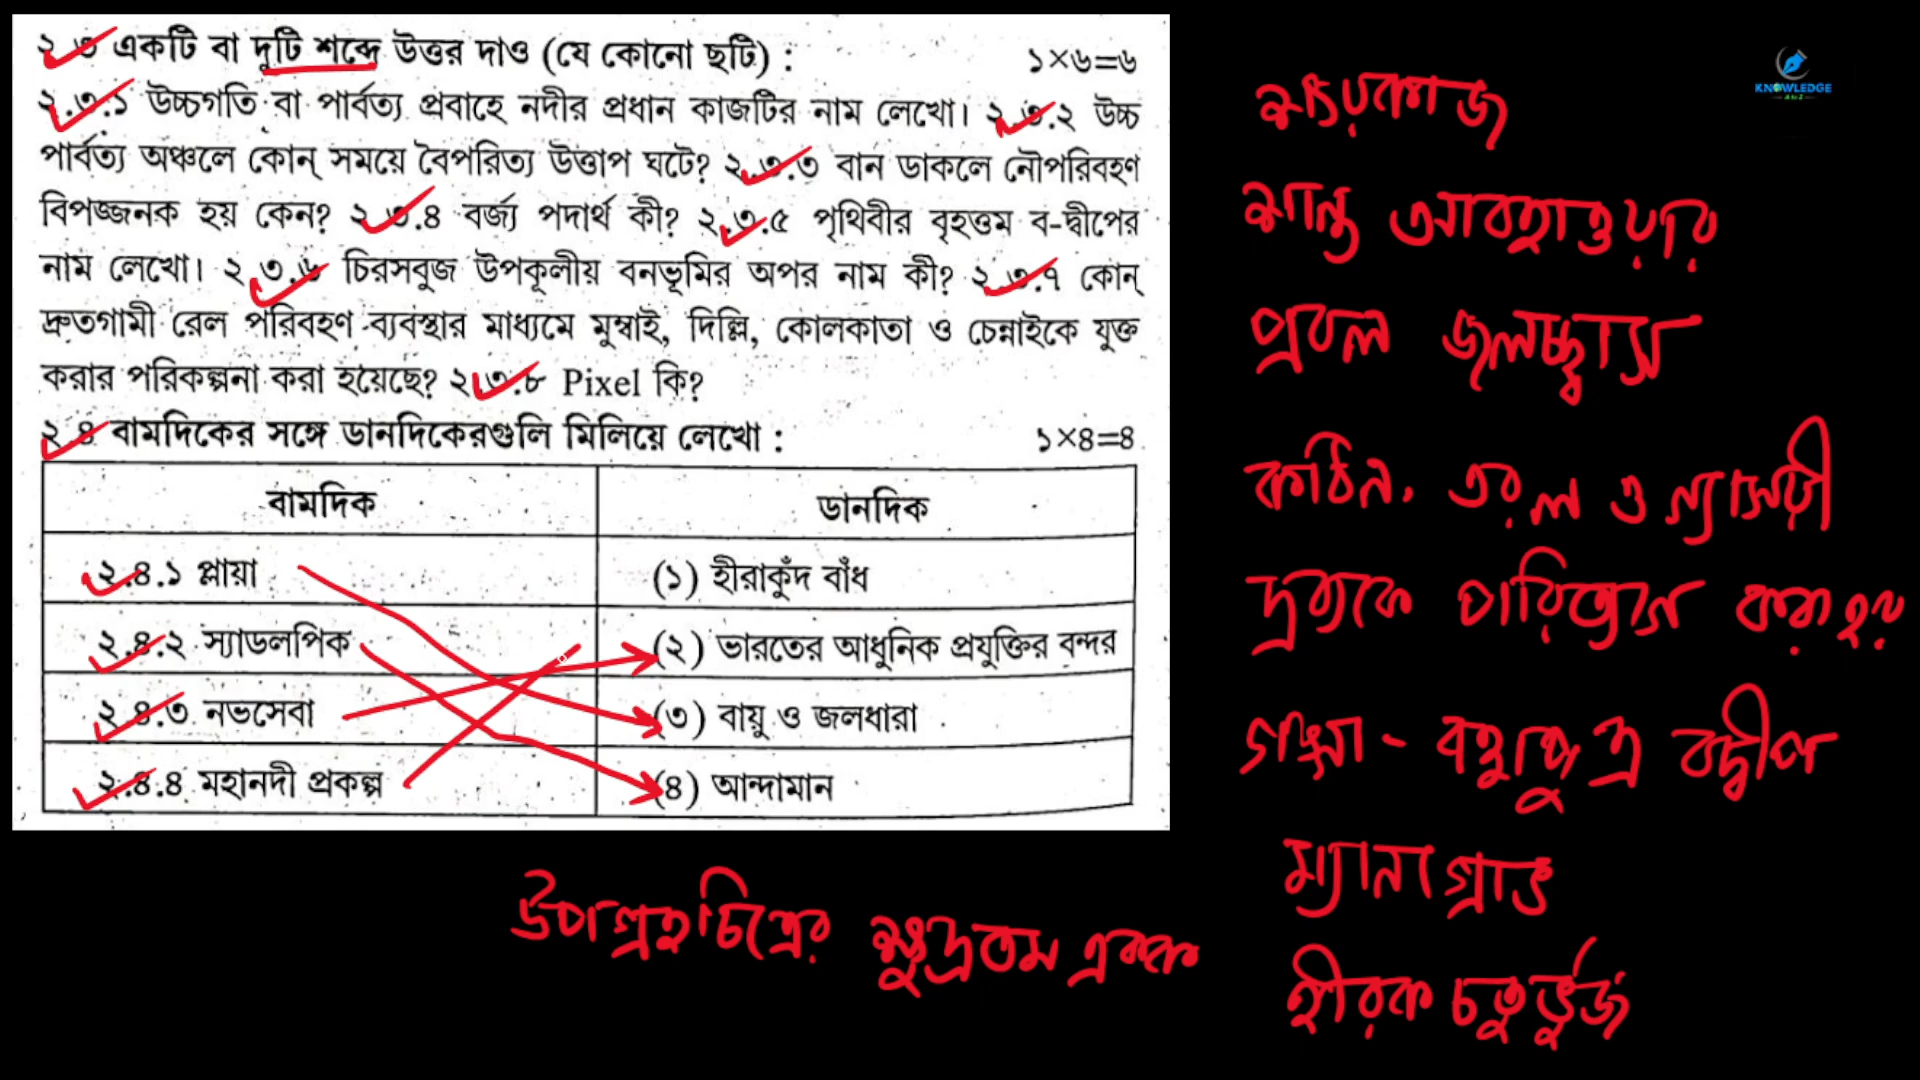 ২.৩ একটি বা দুটি শব্দে উত্তর দাও (যে কোনো ছটি) : ১×৬=৬
২.৩.১ উচ্চগতি বা পার্বত্য প্রবাহে নদীর প্রধান কাজটির নাম লেখো। ২.৩.২ উচ্চ
পার্বত্য অঞ্চলে কোন্ সময়ে বৈপরিত্য উত্তাপ ঘটে? ২.৩.৩ বান ডাকলে নৌপরিবহণ
বিপজ্জনক হয় কেন? ২.৩.৪ বর্জ্য পদার্থ কী? ২.৩.৫ পৃথিবীর বৃহত্তম ব-দ্বীপের
নাম লেখো। ২.৩.৬ চিরসবুজ উপকূলীয় বনভূমির অপর নাম কী? ২.৩.৭ কোন্
দ্রুতগামী রেল পরিবহণ ব্যবস্থার মাধ্যমে মুম্বাই, দিল্লি, কোলকাতা ও চেন্নাইকে যুক্ত
করার পরিকল্পনা করা হয়েছে? ২.৩.৮ Pixel কি?
২.৪ বামদিকের সঙ্গে ডানদিকেরগুলি মিলিয়ে লেখো : ১×৪=৪
বামদিক ডানদিক
২.৪.১ প্লায়া (১) হীরাকুঁদ বাঁধ
২.৪.২ স্যাডলপিক (২) ভারতের আধুনিক প্রযুক্তির বন্দর
২.৪.৩ নভসেবা (৩) বায়ু ও জলধারা
২.৪.৪ মহানদী প্রকল্প (৪) আন্দামান
KNOWLEDGE
ক্ষয়কাজ
শান্ত আবহাওয়ার
প্রবল জলচ্ছ্বাস
কঠিন, তরল ও গ্যাসীয়
দ্রব্যকে পরিত্যাগ করা হয়
গঙ্গা - ব্রহ্মপুত্র বদ্বীপ
ম্যানগ্রোভ
হীরক চতুর্ভুজ
উপগ্রহ চিত্রের ক্ষুদ্রতম একক